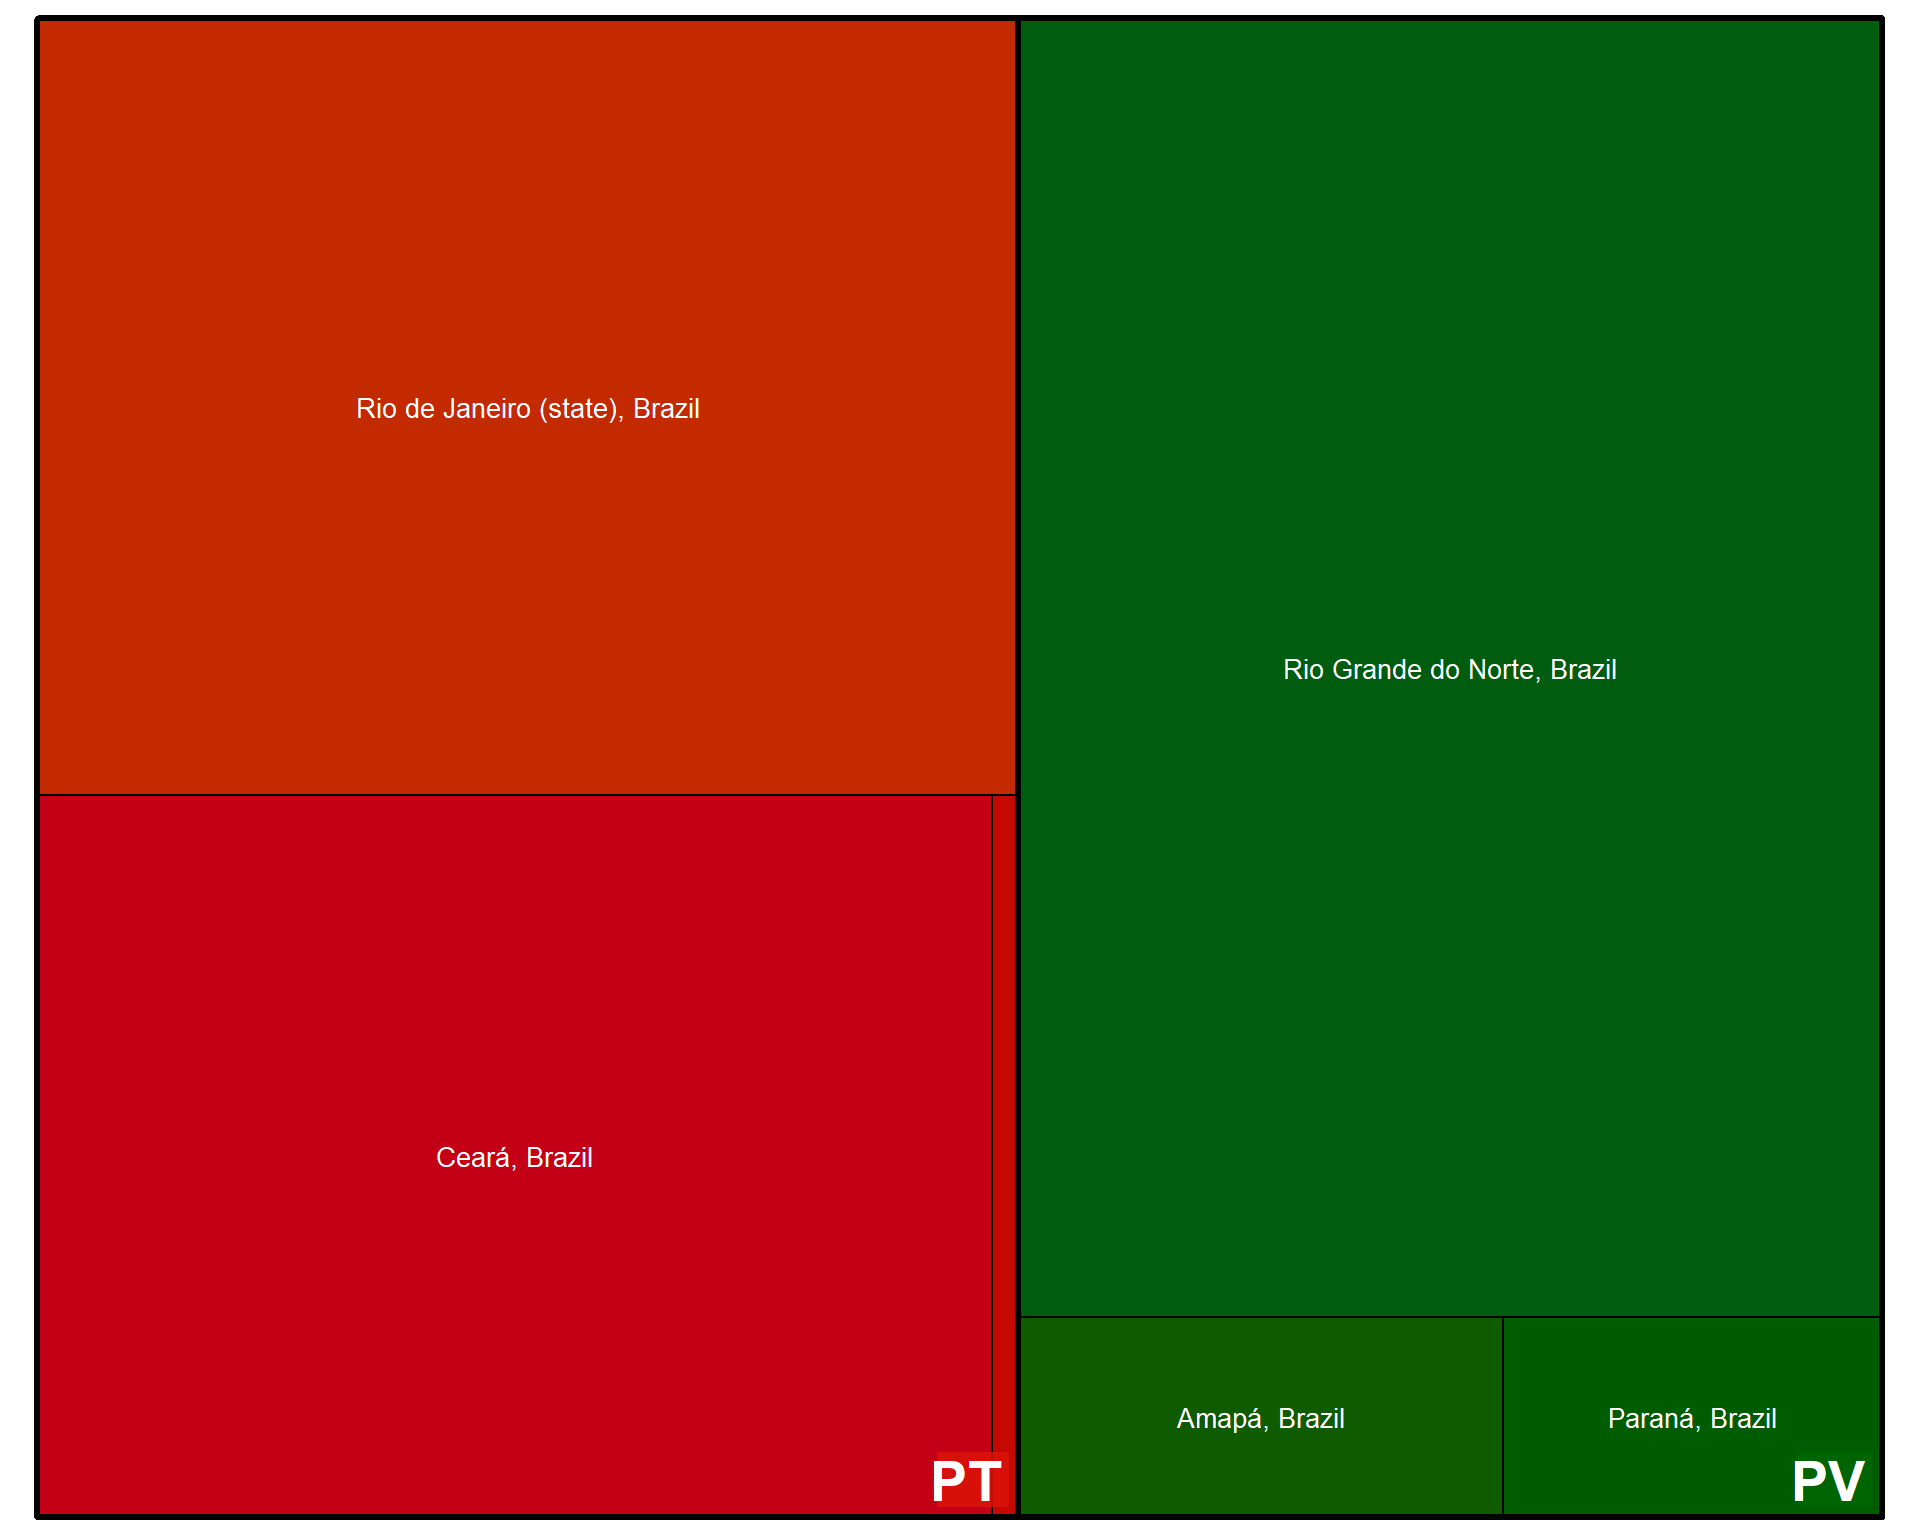 Rio de Janeiro (state), Brazil
Ceará, Brazil
PT
Rio Grande do Norte, Brazil
Amapá, Brazil
Paraná, Brazil
PV